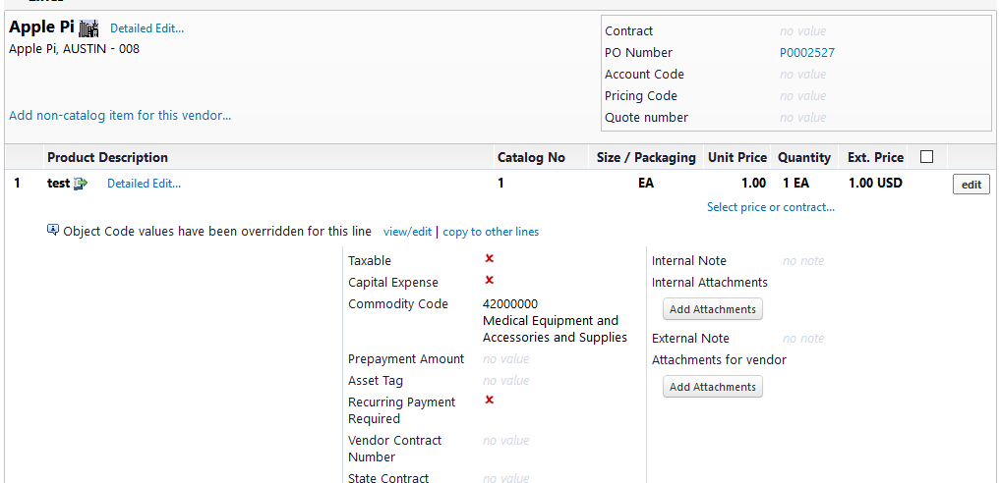 Apple Pi Detailed Edit...
Apple Pi, AUSTIN - 008
Add non-catalog item for this vendor...
Contract no value
PO Number P0002527
Account Code no value
Pricing Code no value
Quote number no value
Product Description Catalog No Size / Packaging Unit Price Quantity Ext. Price
1 test Detailed Edit... 1 EA 1.00 1 EA 1.00 USD edit
Select price or contract...
Object Code values have been overridden for this line view/edit | copy to other lines
Taxable
Capital Expense
Commodity Code 42000000
Medical Equipment and
Accessories and Supplies
Prepayment Amount no value
Asset Tag no value
Recurring Payment
Required
Vendor Contract no value
Number
State Contract no value
Internal Note no note
Internal Attachments
Add Attachments
External Note no note
Attachments for vendor
Add Attachments